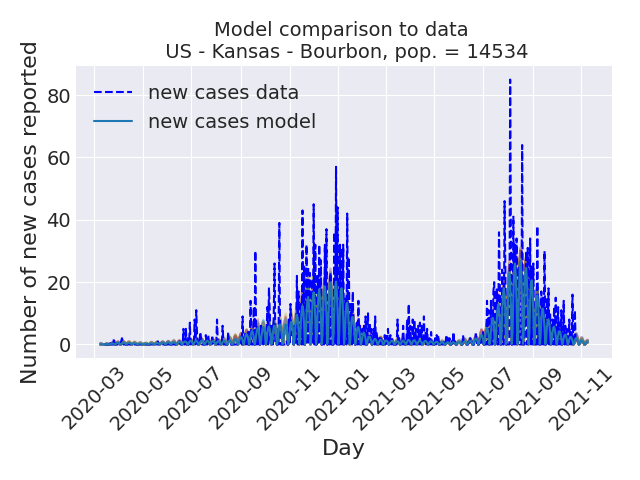 Model comparison to data
US - Kansas - Bourbon, pop. = 14534
Number of new cases reported
80
60
40
20
0
new cases data
new cases model
2020-03
2020-05
2020-07
2020-09
2020-11
2021-01
2021-03
2021-05
2021-07
2021-09
2021-11
Day